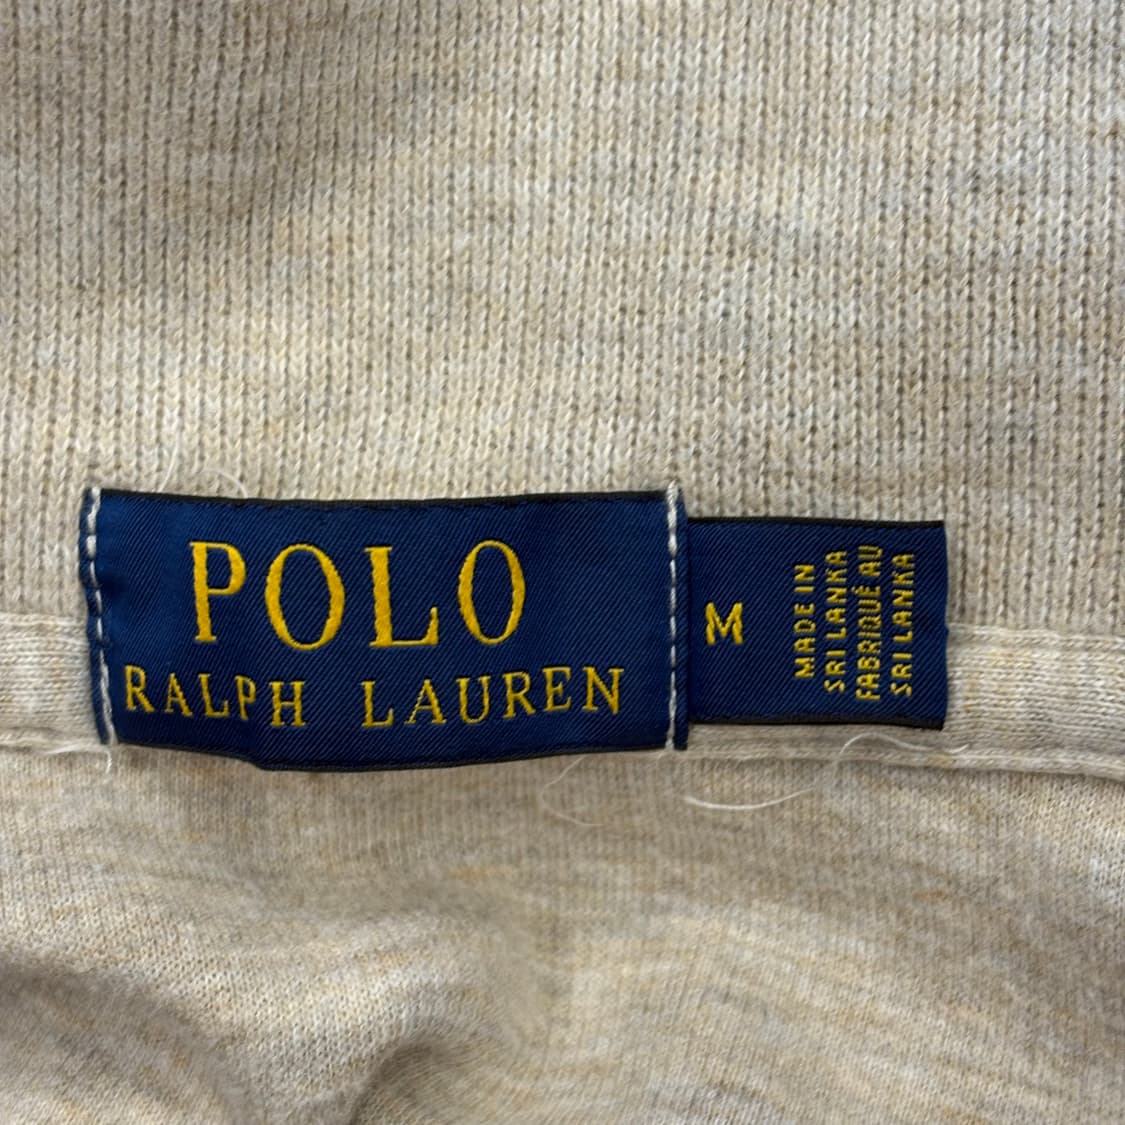 POLO
RALPH LAUREN
M
MADE IN
SRI LANKA
FABRIQUÉ AU
SRI LANKA